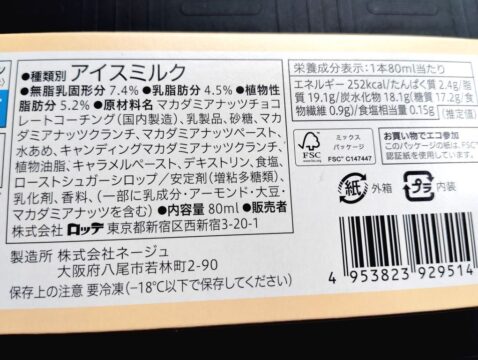 ●種類別 アイスミルク
●無脂乳固形分 7.4% ●乳脂肪分 4.5% ●植物性
脂肪分 5.2% ●原材料名 マカダミアナッツチョコ
レートコーチング(国内製造)、乳製品、砂糖、マカ
ダミアナッツクランチ、マカダミアナッツペースト、
水あめ、キャンディングマカダミアナッツクランチ、
植物油脂、キャラメルペースト、デキストリン、食塩、
ローストシュガーシロップ/安定剤(増粘多糖類)、
乳化剤、香料、(一部に乳成分・アーモンド・大豆・
マカダミアナッツを含む) ●内容量 80ml ●販売者
株式会社 ロッテ 東京都新宿区西新宿3-20-1
製造所 株式会社ネージュ
大阪府八尾市若林町2-90
保存上の注意 要冷凍(−18℃以下で保存してください)
栄養成分表示:1本80ml当たり
エネルギー 252kcal/たんぱく質 2.4g/脂
質 19.1g/炭水化物 18.1g(糖質 17.2g/食
物繊維 0.9g)/食塩相当量 0.15g (推定値)
FSC
ミックス
パッケージ
FSC® C147447
お買い物でエコ参加
このパッケージの紙は、FSC®
認証紙を使用しています。
紙 外箱
プラ 内装
4 953823 929514